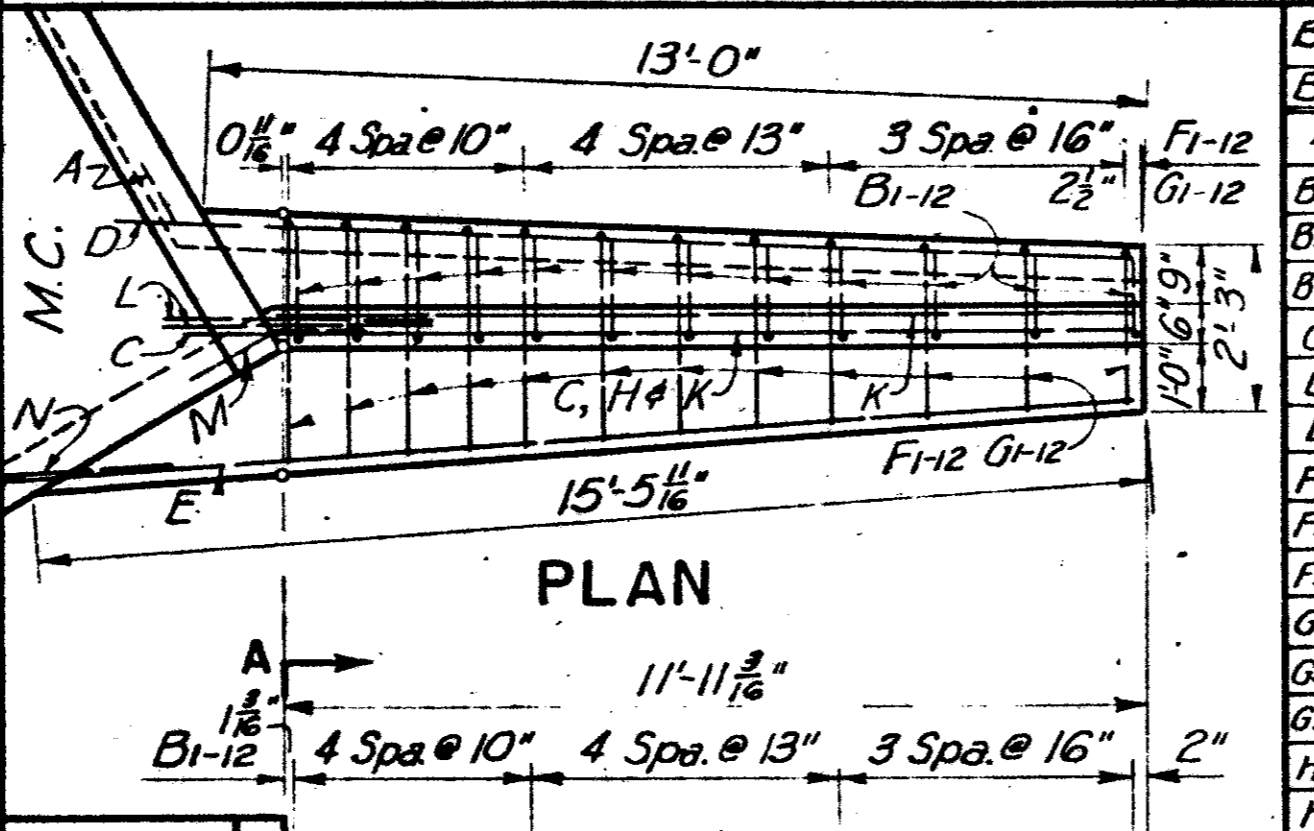 13'-0"
0 11/16" 4 Spa.@ 10" 4 Spa.@ 13" 3 Spa.@ 16" F1-12
B1-12 2 1/2" G1-12
A
D
M.C.
L
C
N
M
C, H & K
K
9"
6"
1'-0"
2'-3"
F1-12 G1-12
E
15'-5 11/16"
PLAN
A
11'-11 3/16"
1 3/16"
B1-12 4 Spa.@ 10" 4 Spa.@ 13" 3 Spa.@ 16" 2"